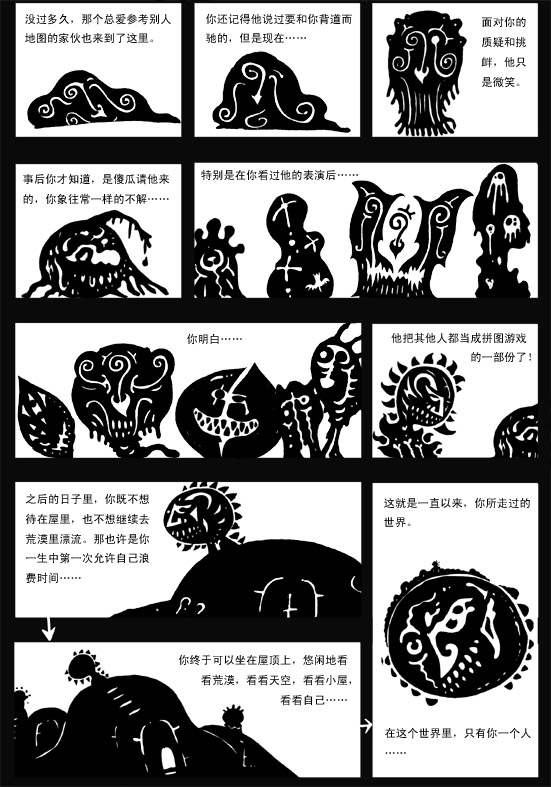 没过多久，那个总爱参考别人
地图的家伙也来到了这里。
你还记得他说过要和你背道而
驰的，但是现在……
面对你的
质疑和挑
衅，他只
是微笑。
事后你才知道，是傻瓜请他来
的，你象往常一样的不解……
特别是在你看过他的表演后……
你明白……
他把其他人都当成拼图游戏
的一部份了！
之后的日子里，你既不想
待在屋里，也不想继续去
荒漠里漂流。那也许是你
一生中第一次允许自己浪
费时间……
你终于可以坐在屋顶上，悠闲地看
看荒漠，看看天空，看看小屋，
看看自己……
这就是一直以来，你所走过的
世界。
在这个世界里，只有你一个人
……